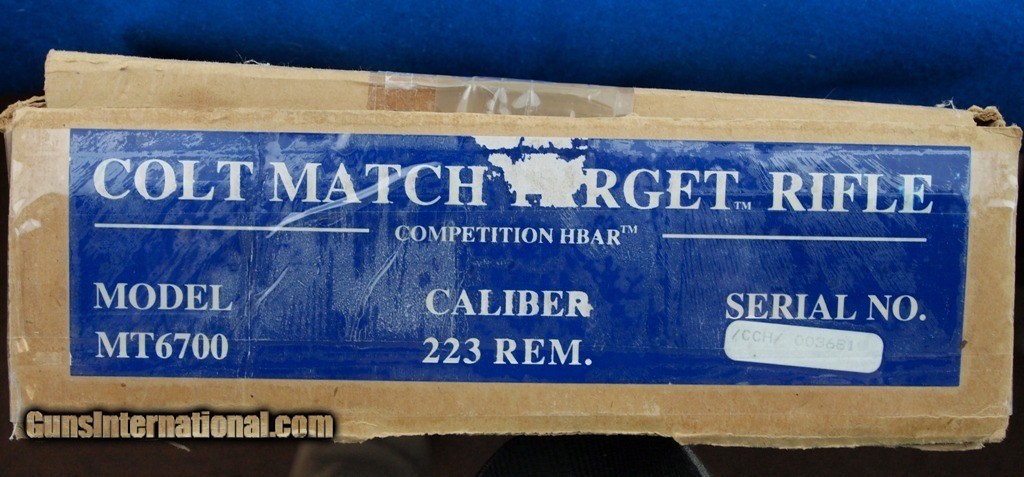 COLT MATCH RGET™ RIFLE
COMPETITION HBAR™
MODEL CALIBER SERIAL NO.
MT6700 223 REM. /CCH/ 003681
GunsInternational.com